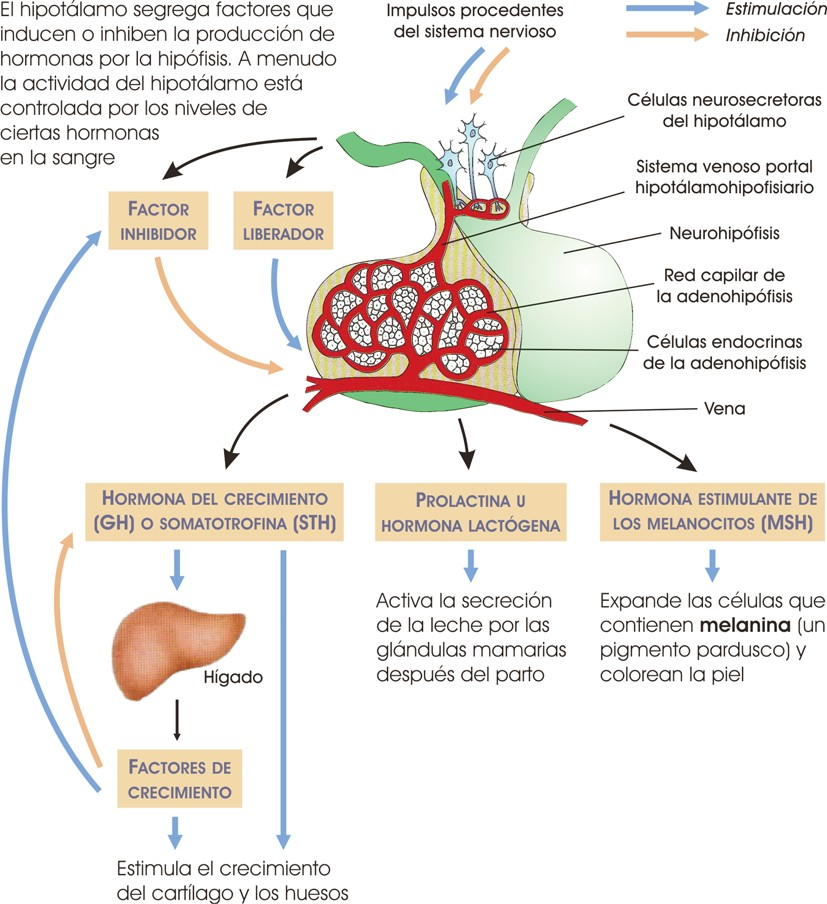 El hipotálamo segrega factores que
inducen o inhiben la producción de
hormonas por la hipófisis. A menudo
la actividad del hipotálamo está
controlada por los niveles de
ciertas hormonas
en la sangre
Impulsos procedentes
del sistema nervioso
Estimulación
Inhibición
Células neurosecretoras
del hipotálamo
Sistema venoso portal
hipotálamohipofisiario
Neurohipófisis
Red capilar de
la adenohipófisis
Células endocrinas
de la adenohipófisis
Vena
FACTOR
INHIBIDOR
FACTOR
LIBERADOR
HORMONA DEL CRECIMIENTO
(GH) O SOMATOTROFINA (STH)
PROLACTINA U
HORMONA LACTÓGENA
HORMONA ESTIMULANTE DE
LOS MELANOCITOS (MSH)
Activa la secreción
de la leche por las
glándulas mamarias
después del parto
Expande las células que
contienen melanina (un
pigmento pardusco) y
colorean la piel
Hígado
FACTORES DE
CRECIMIENTO
Estimula el crecimiento
del cartílago y los huesos